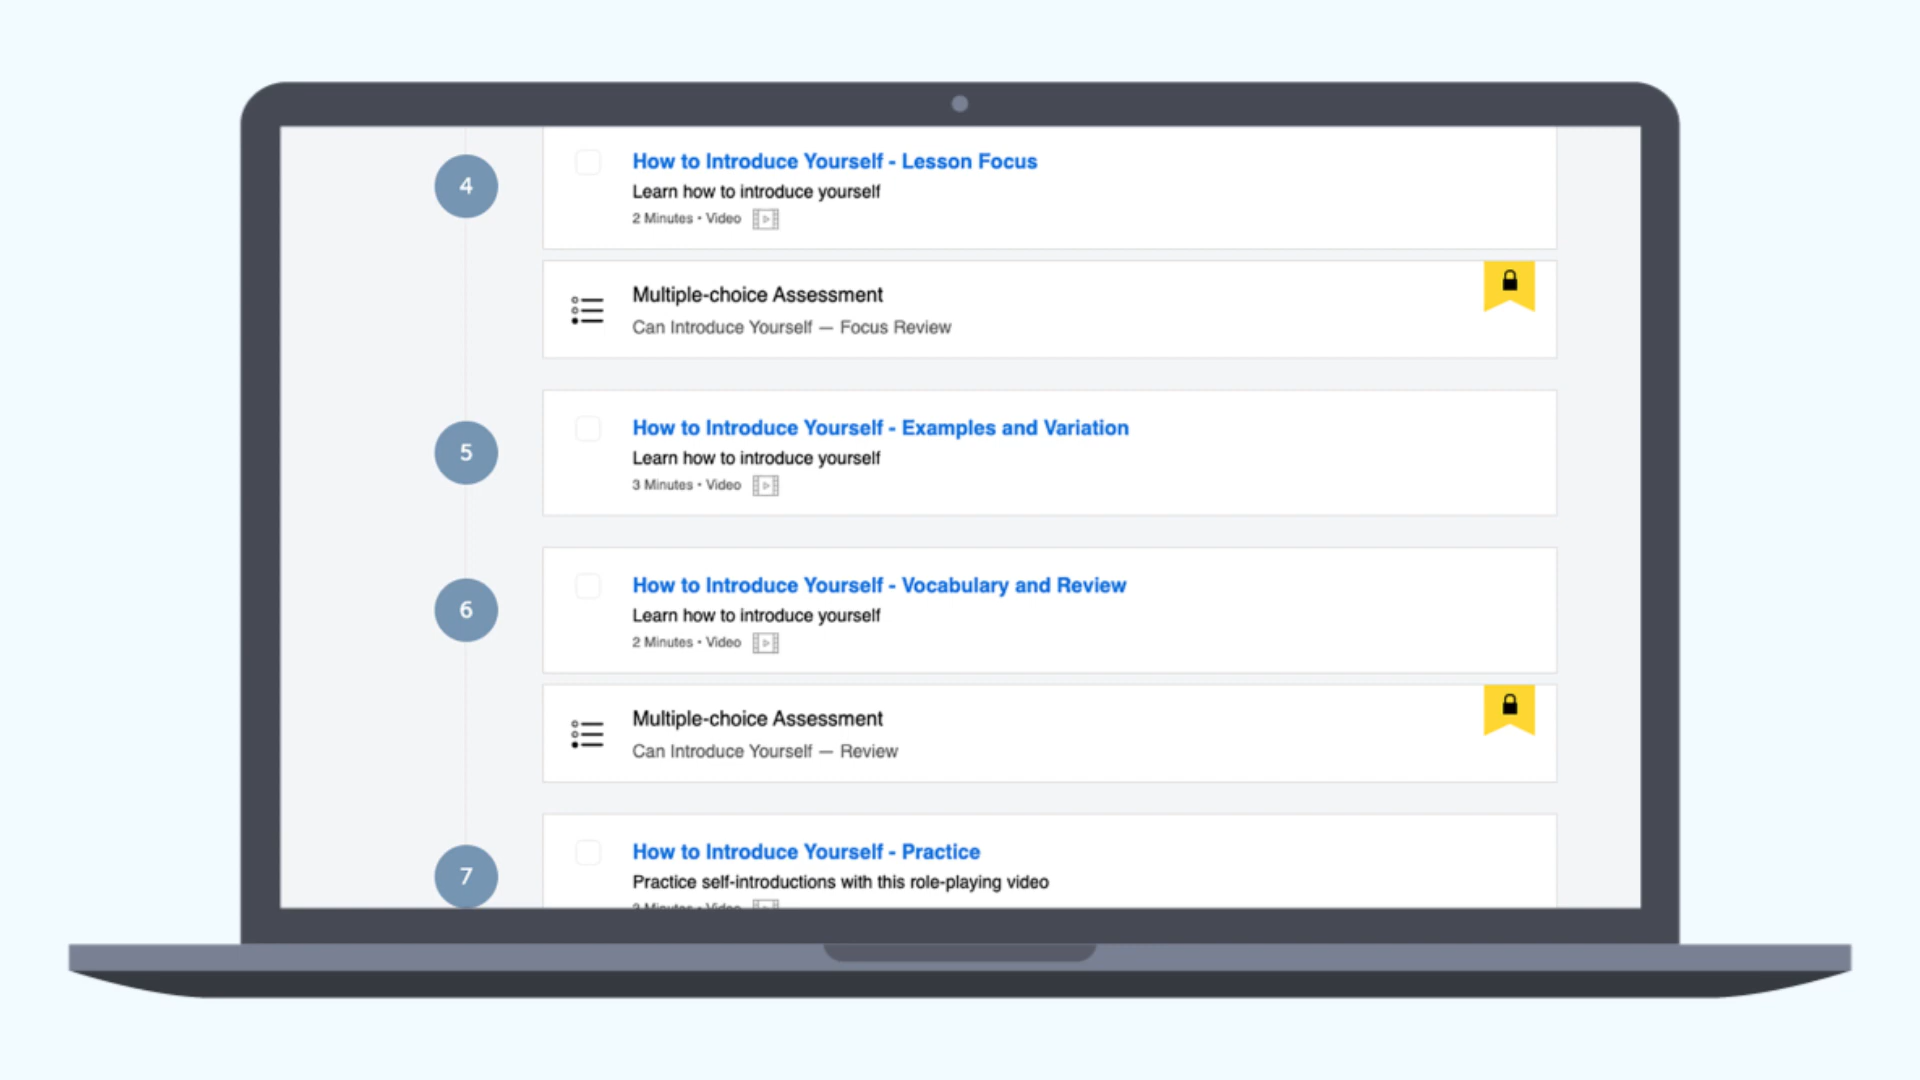 4
How to Introduce Yourself - Lesson Focus
Learn how to introduce yourself
2 Minutes • Video
Multiple-choice Assessment
Can Introduce Yourself — Focus Review
5
How to Introduce Yourself - Examples and Variation
Learn how to introduce yourself
3 Minutes • Video
6
How to Introduce Yourself - Vocabulary and Review
Learn how to introduce yourself
2 Minutes • Video
Multiple-choice Assessment
Can Introduce Yourself — Review
7
How to Introduce Yourself - Practice
Practice self-introductions with this role-playing video
Minutes • Video